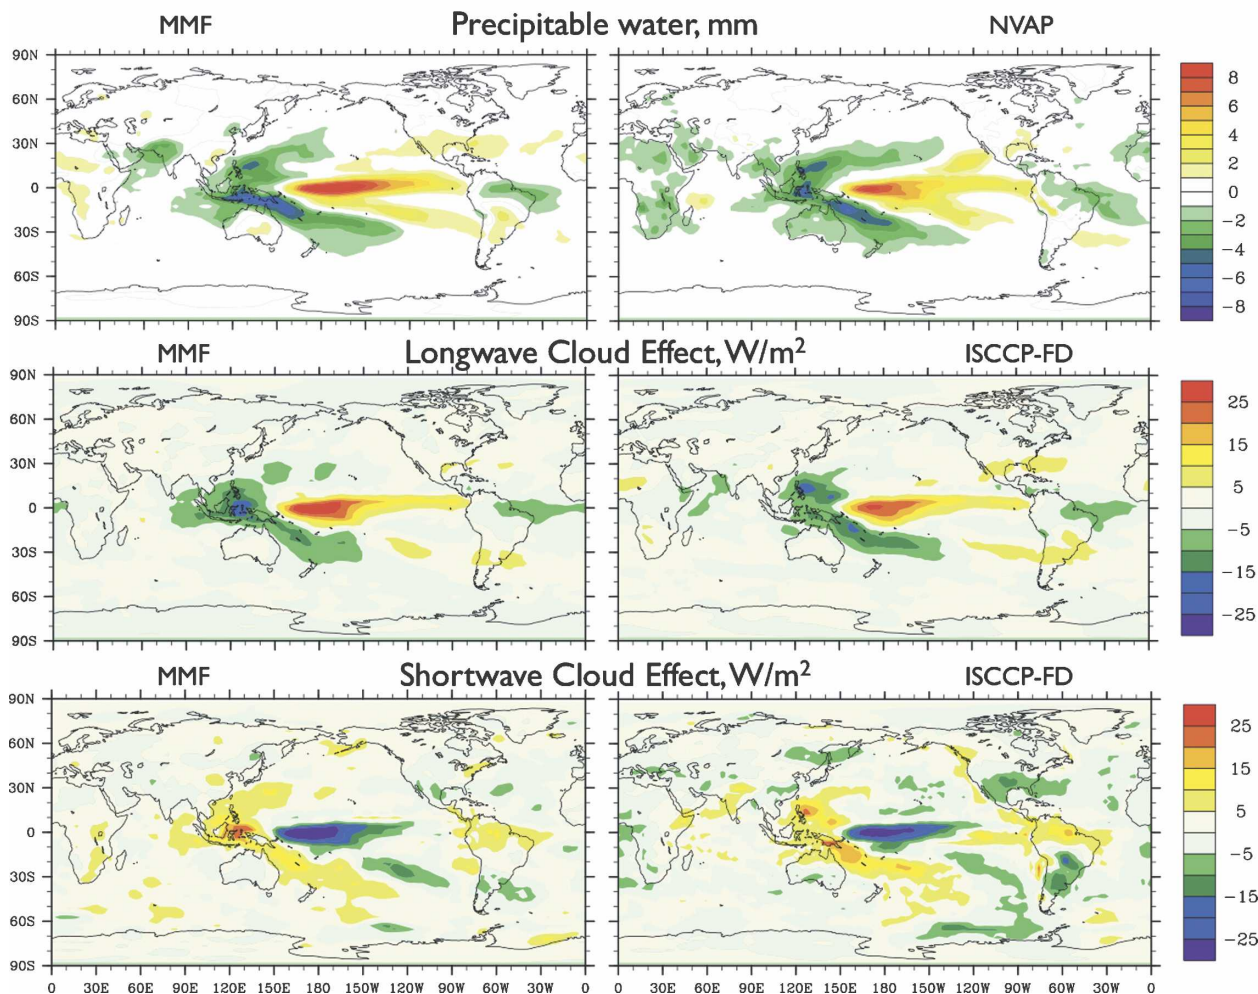 MMF Precipitable water, mm NVAP
90N
60N
30N
0
30S
60S
90S
8
6
4
2
0
-2
-4
-6
-8
MMF Longwave Cloud Effect, W/m² ISCCP-FD
90N
60N
30N
0
30S
60S
90S
25
15
5
-5
-15
-25
MMF Shortwave Cloud Effect, W/m² ISCCP-FD
90N
60N
30N
0
30S
60S
90S
25
15
5
-5
-15
-25
0 30E 60E 90E 120E 150E 180 150W 120W 90W 60W 30W 0 0 30E 60E 90E 120E 150E 180 150W 120W 90W 60W 30W 0